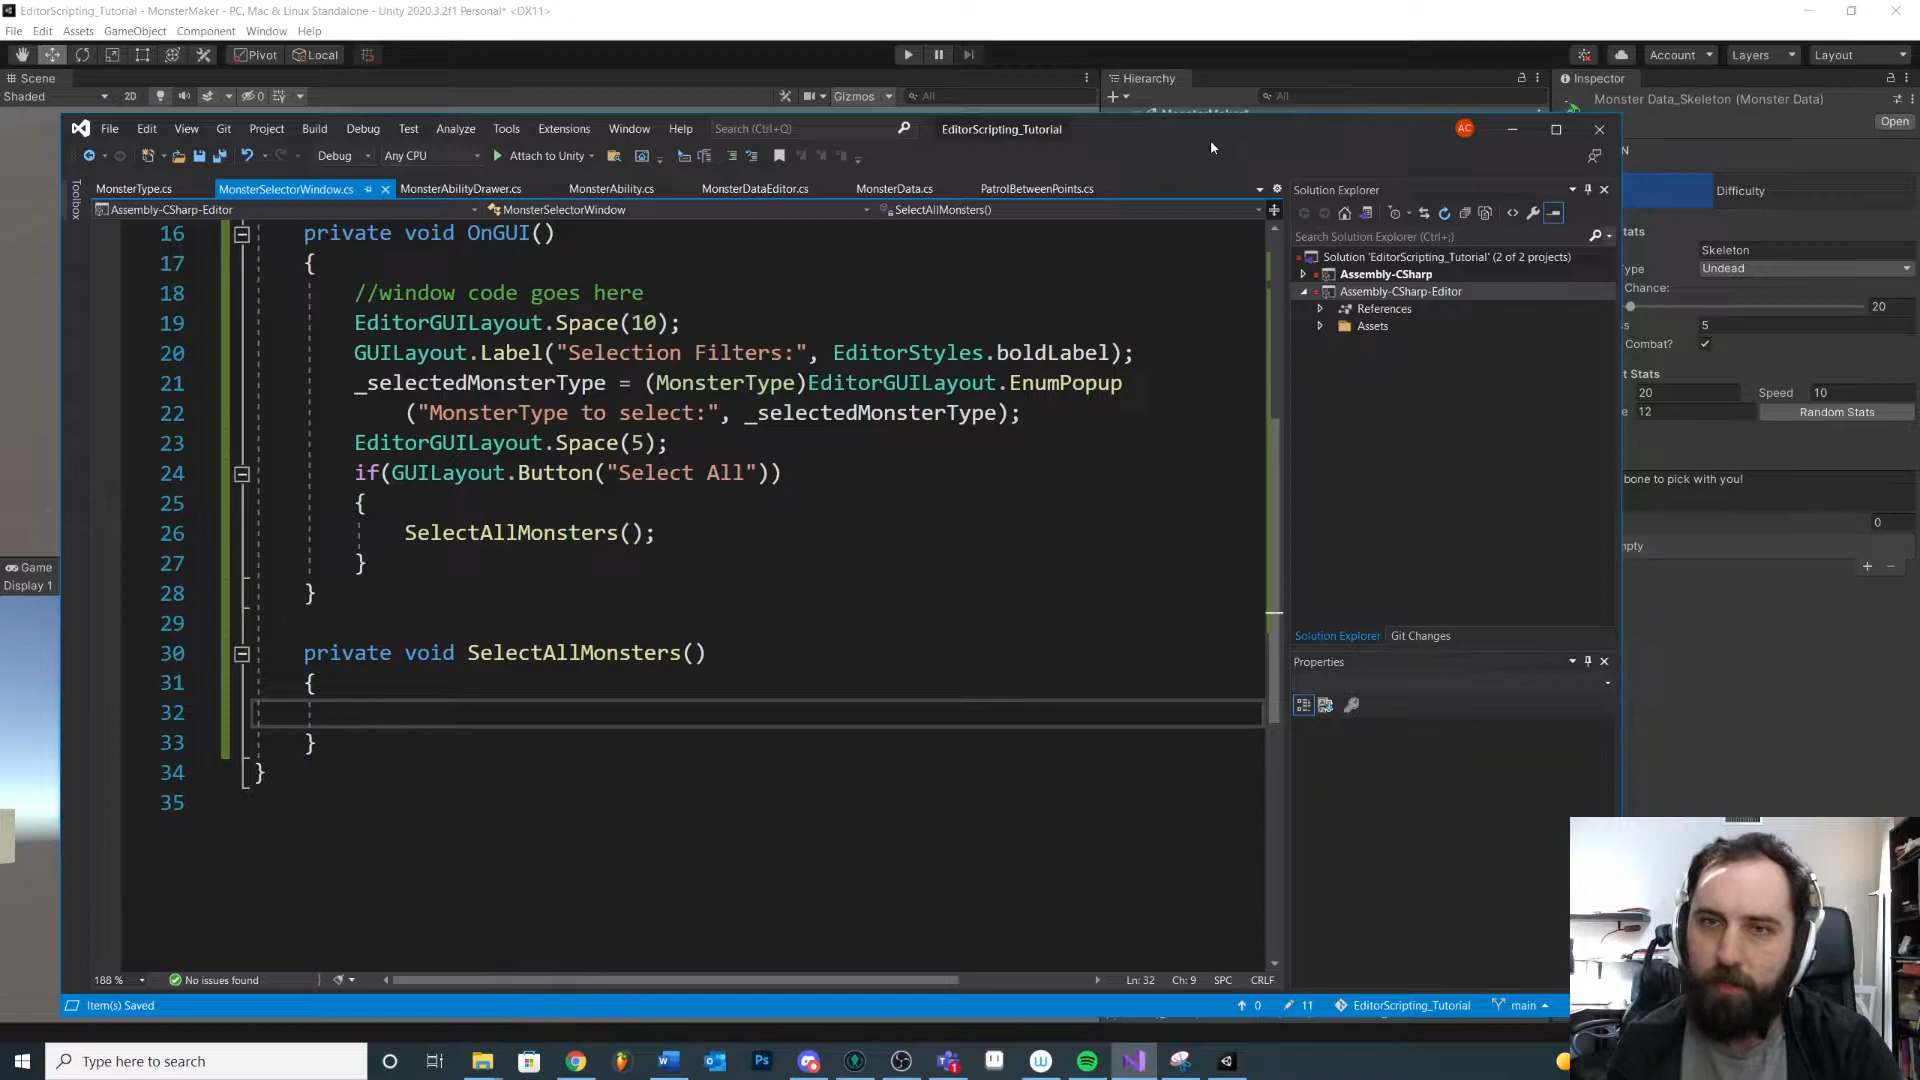 EditorScripting_Tutorial - MonsterMaker - PC, Mac & Linux Standalone - Unity 2020.3.2f1 Personal* <DX11>
File Edit Assets GameObject Component Window Help
Pivot Local Account Layers Layout
Scene Hierarchy Inspector
Shaded 2D 0 Gizmos All All Monster Data_Skeleton (Monster Data)
Open
File Edit View Git Project Build Debug Test Analyze Tools Extensions Window Help Search (Ctrl+Q) EditorScripting_Tutorial AC
Debug Any CPU Attach to Unity
MonsterType.cs MonsterSelectorWindow.cs MonsterAbilityDrawer.cs MonsterAbility.cs MonsterDataEditor.cs MonsterData.cs PatrolBetweenPoints.cs
Assembly-CSharp-Editor MonsterSelectorWindow SelectAllMonsters()
16 private void OnGUI()
17 {
18 //window code goes here
19 EditorGUILayout.Space(10);
20 GUILayout.Label("Selection Filters:", EditorStyles.boldLabel);
21 _selectedMonsterType = (MonsterType)EditorGUILayout.EnumPopup
22 ("MonsterType to select:", _selectedMonsterType);
23 EditorGUILayout.Space(5);
24 if(GUILayout.Button("Select All"))
25 {
26 SelectAllMonsters();
27 }
28 }
29
30 private void SelectAllMonsters()
31 {
32
33 }
34 }
35
Toolbox
Solution Explorer
Search Solution Explorer (Ctrl+;)
Solution 'EditorScripting_Tutorial' (2 of 2 projects)
Assembly-CSharp
Assembly-CSharp-Editor
References
Assets
Solution Explorer Git Changes
Properties
N
Difficulty
tats
Skeleton
ype Undead
Chance:
20
s 5
Combat?
t Stats
20 Speed 10
e 12 Random Stats
bone to pick with you!
0
mpty
Game
Display 1
188 % No issues found Ln: 32 Ch: 9 SPC CRLF
Item(s) Saved 0 11 EditorScripting_Tutorial main
Type here to search